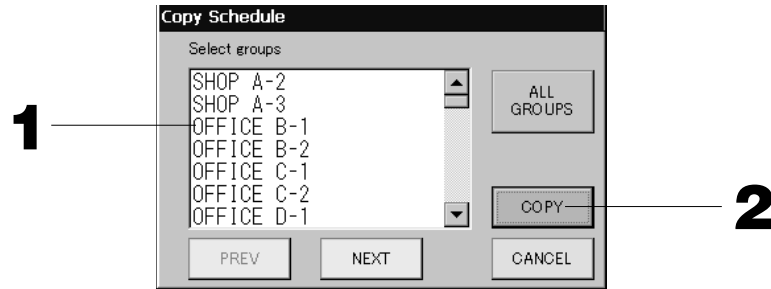 Copy Schedule
Select groups
SHOP A-2
SHOP A-3
OFFICE B-1
OFFICE B-2
OFFICE C-1
OFFICE C-2
OFFICE D-1
ALL
GROUPS
COPY
PREV
NEXT
CANCEL
1
2